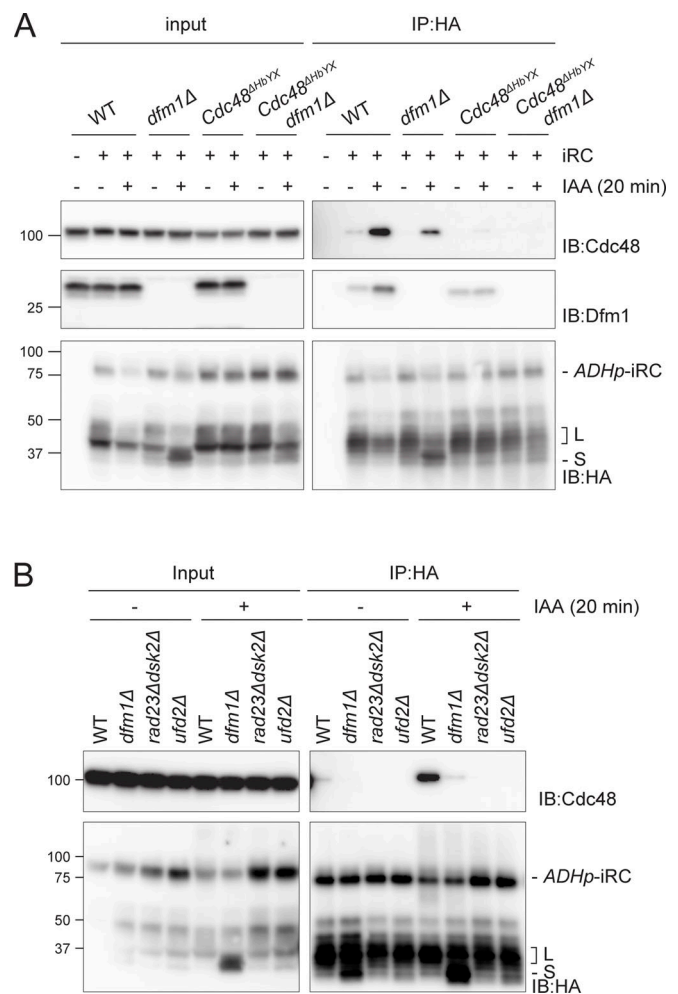 A
input IP:HA
WT dfm1Δ Cdc48ΔHbYX Cdc48ΔHbYX dfm1Δ WT dfm1Δ Cdc48ΔHbYX Cdc48ΔHbYX dfm1Δ
- + + + + + + + + - + + + + + + + + iRC
- - + - + - + - + - - + - + - + - + IAA (20 min)
100
IB:Cdc48
25
IB:Dfm1
100
75 - ADHp-iRC
50
L
37
- S
IB:HA
B
Input IP:HA
- + - + IAA (20 min)
WT dfm1Δ rad23Δdsk2Δ ufd2Δ WT dfm1Δ rad23Δdsk2Δ ufd2Δ WT dfm1Δ rad23Δdsk2Δ ufd2Δ WT dfm1Δ rad23Δdsk2Δ ufd2Δ
100
IB:Cdc48
100
75 - ADHp-iRC
50
37
L
- S
IB:HA